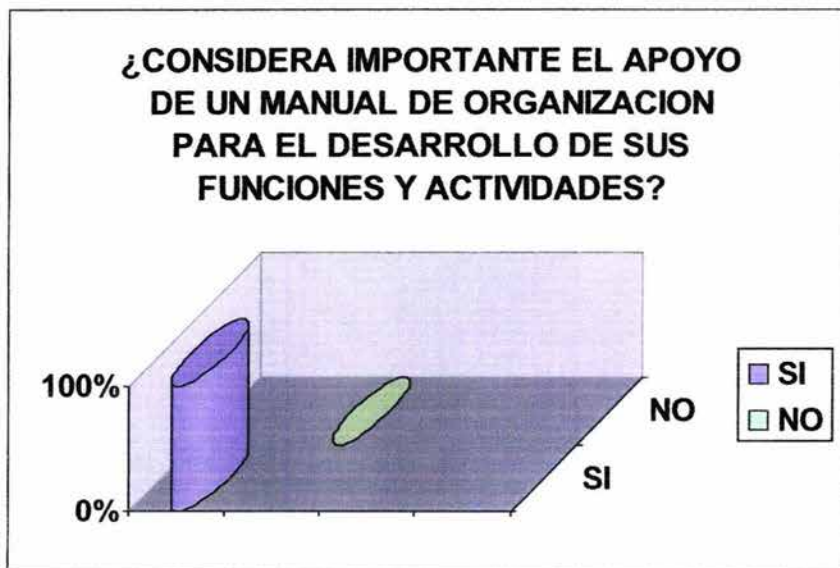 ¿CONSIDERA IMPORTANTE EL APOYO
DE UN MANUAL DE ORGANIZACION
PARA EL DESARROLLO DE SUS
FUNCIONES Y ACTIVIDADES?
100%
0%
NO
SI
SI
NO